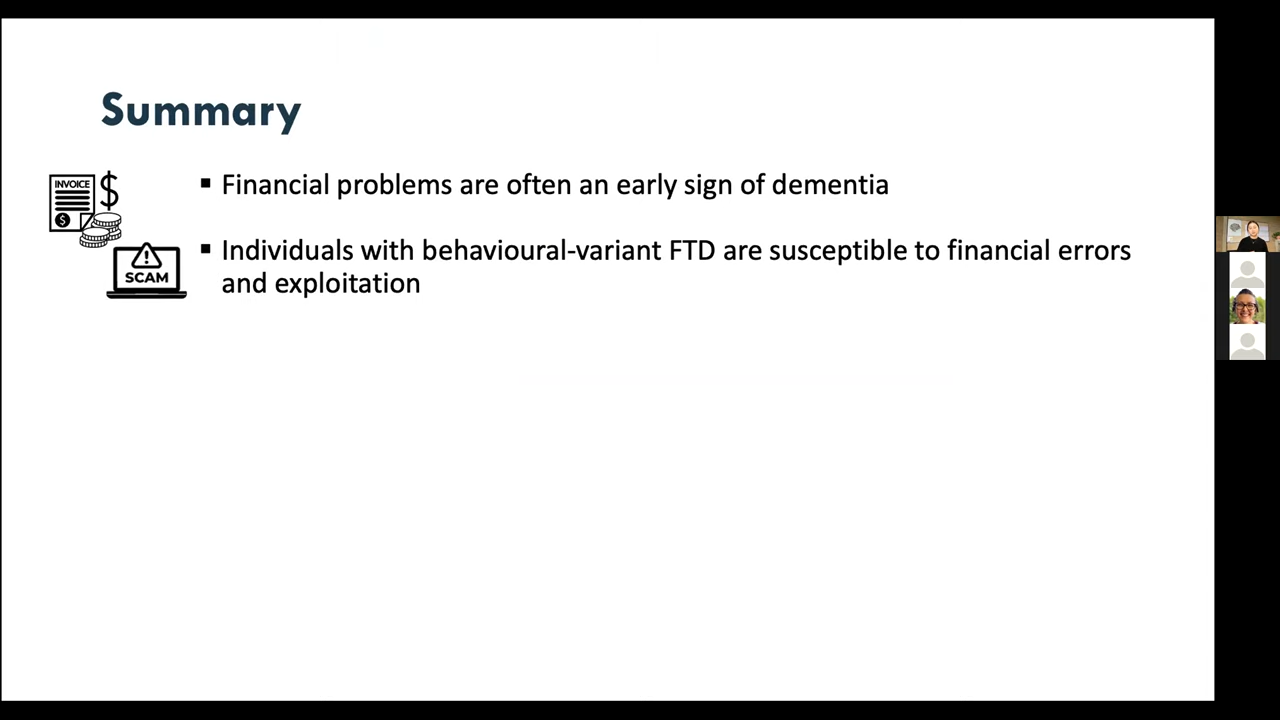 Summary
INVOICE
$
$
▪ Financial problems are often an early sign of dementia
SCAM
▪ Individuals with behavioural-variant FTD are susceptible to financial errors
and exploitation